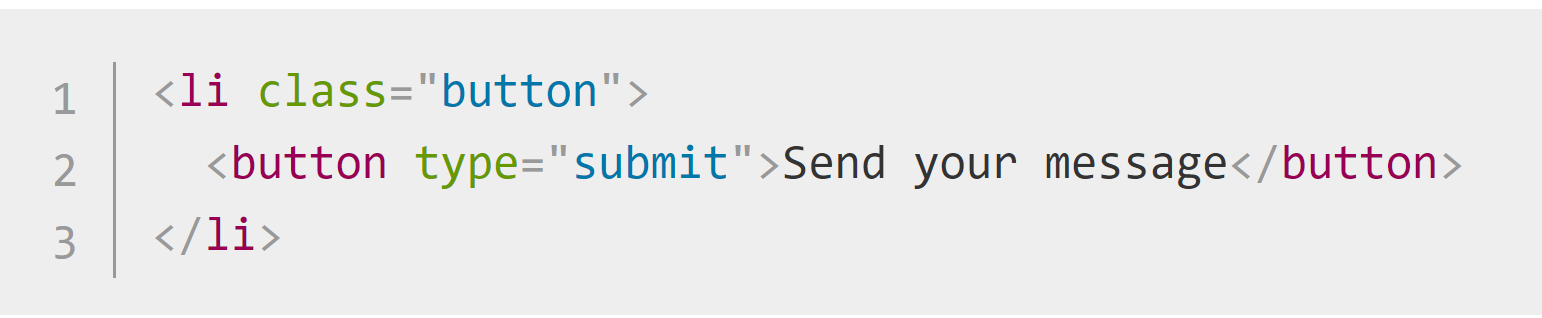 1 <li class="button">
2   <button type="submit">Send your message</button>
3 </li>